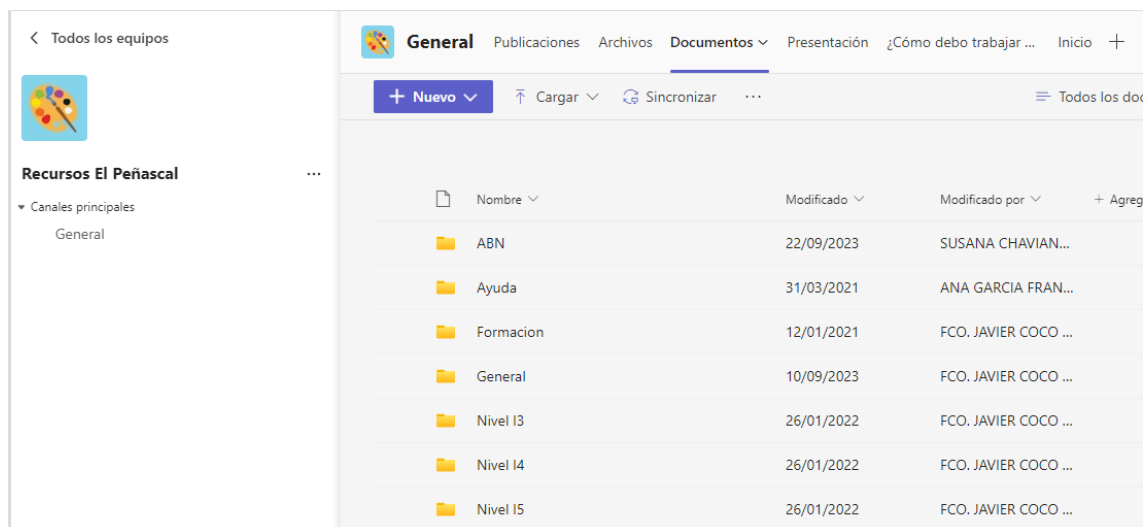 Todos los equipos
Recursos El Peñascal
Canales principales
General
General Publicaciones Archivos Documentos Presentación ¿Cómo debo trabajar ... Inicio
Nuevo Cargar Sincronizar ... Todos los doc
Nombre Modificado Modificado por + Agreg
ABN 22/09/2023 SUSANA CHAVIAN...
Ayuda 31/03/2021 ANA GARCIA FRAN...
Formacion 12/01/2021 FCO. JAVIER COCO ...
General 10/09/2023 FCO. JAVIER COCO ...
Nivel I3 26/01/2022 FCO. JAVIER COCO ...
Nivel I4 26/01/2022 FCO. JAVIER COCO ...
Nivel I5 26/01/2022 FCO. JAVIER COCO ...